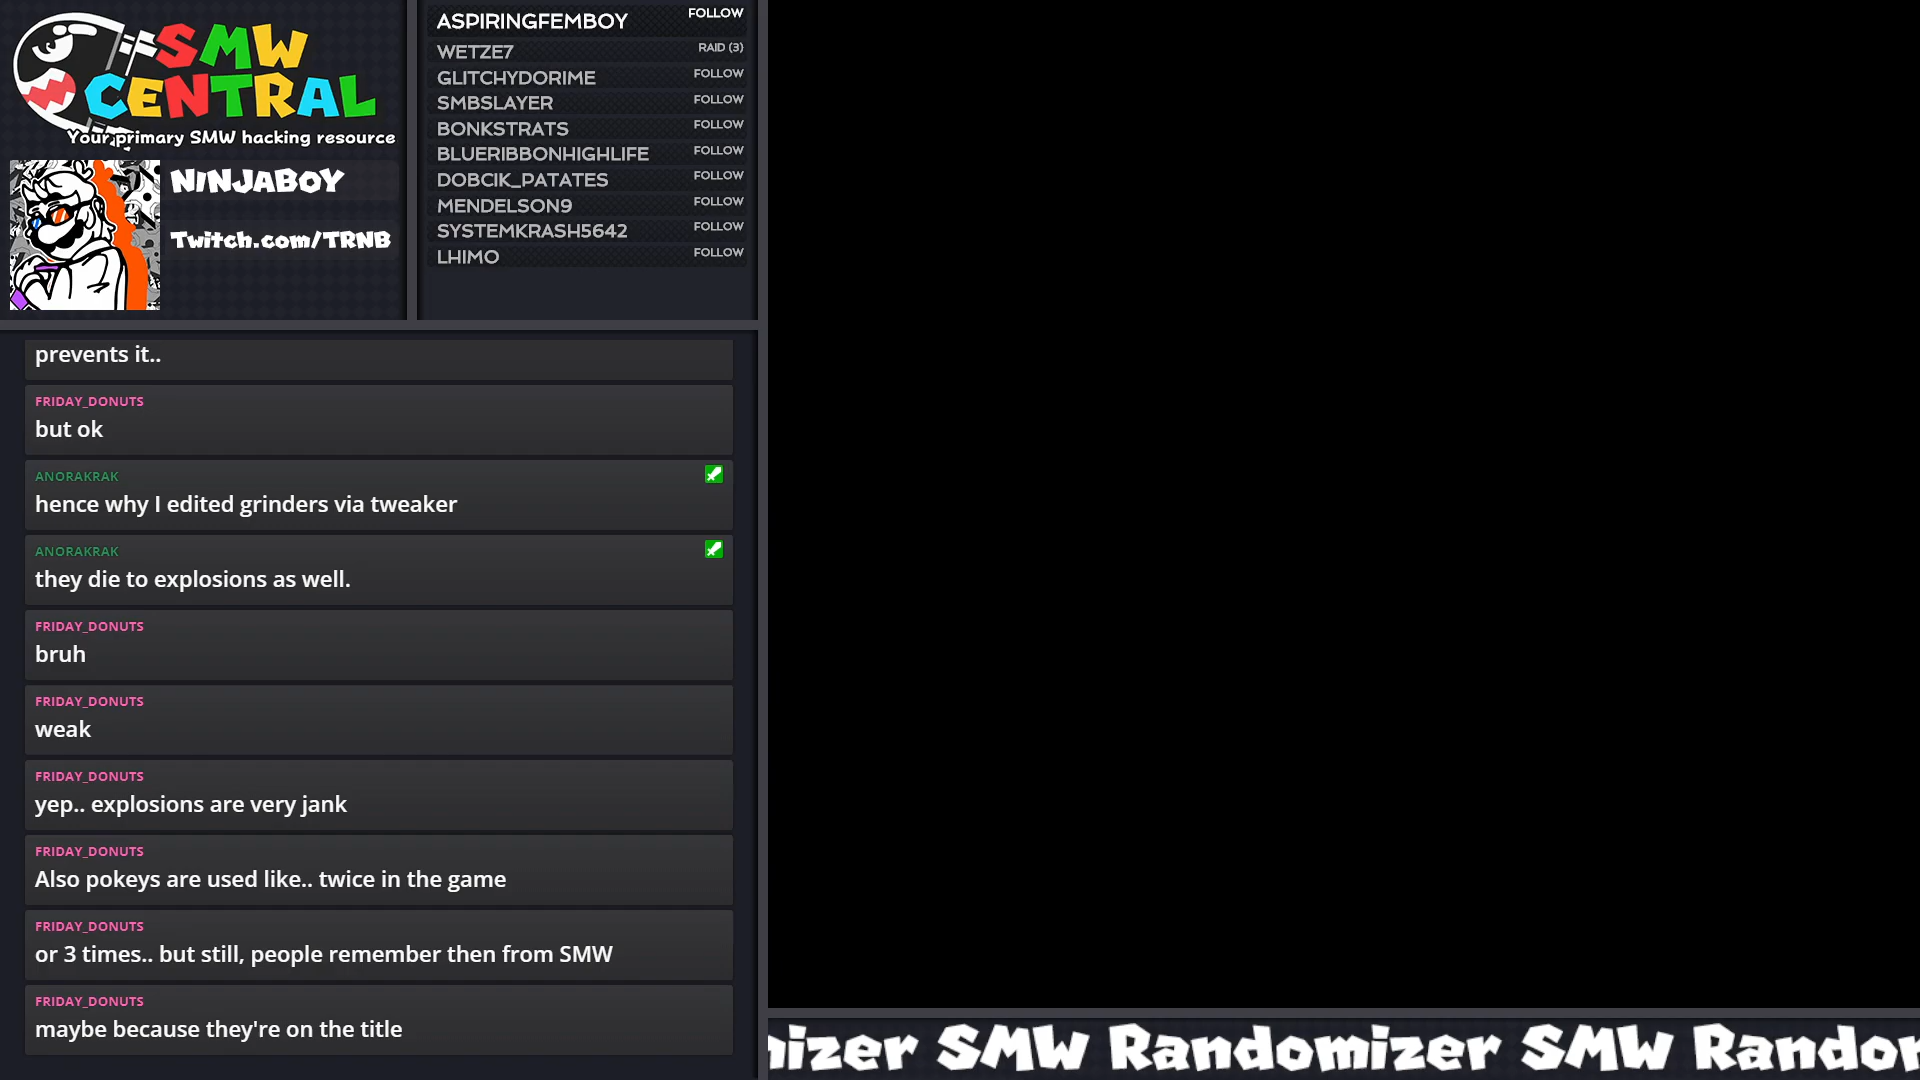 SMW
CENTRAL
Your primary SMW hacking resource
NINJABOY
Twitch.com/TRNB
ASPIRINGFEMBOY FOLLOW
WETZE7 RAID (3)
GLITCHYDORIME FOLLOW
SMBSLAYER FOLLOW
BONKSTRATS FOLLOW
BLUERIBBONHIGHLIFE FOLLOW
DOBCIK_PATATES FOLLOW
MENDELSON9 FOLLOW
SYSTEMKRASH5642 FOLLOW
LHIMO FOLLOW
prevents it..
FRIDAY_DONUTS
but ok
ANORAKRAK
hence why I edited grinders via tweaker
ANORAKRAK
they die to explosions as well.
FRIDAY_DONUTS
bruh
FRIDAY_DONUTS
weak
FRIDAY_DONUTS
yep.. explosions are very jank
FRIDAY_DONUTS
Also pokeys are used like.. twice in the game
FRIDAY_DONUTS
or 3 times.. but still, people remember then from SMW
FRIDAY_DONUTS
maybe because they're on the title
mizer SMW Randomizer SMW Randon